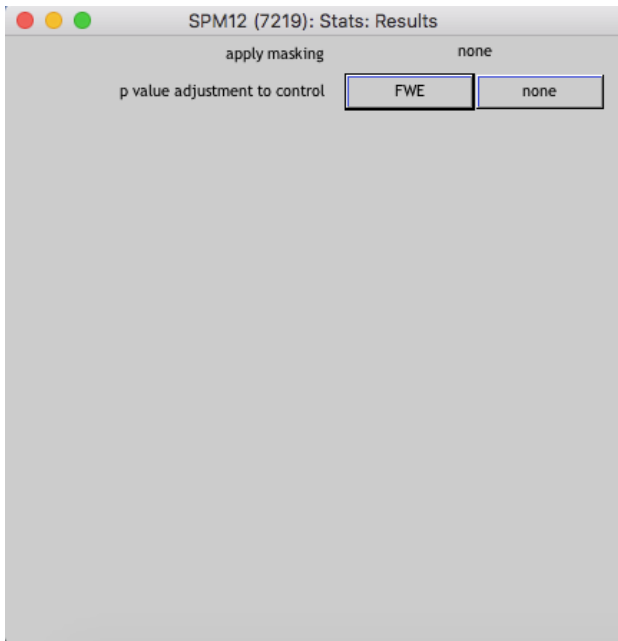 SPM12 (7219): Stats: Results
apply masking none
p value adjustment to control FWE none